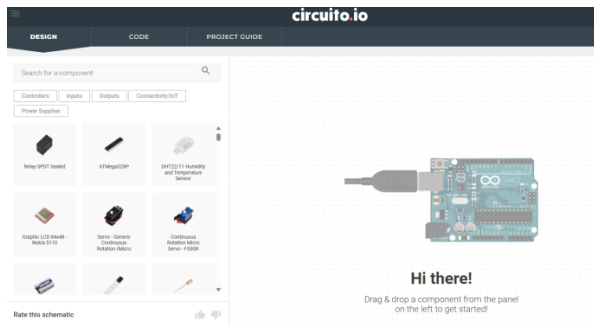 circuito.io
DESIGN
CODE
PROJECT GUIDE
Search for a component
Controllers
Inputs
Outputs
Connectivity/IoT
Power Supplies
Relay SPDT Sealed
ATMega328P
DHT22/11 Humidity
and Temperature
Sensor
Graphic LCD 84x48 -
Nokia 5110
Servo - Generic
Continuous
Rotation (Micro
Continuous
Rotation Micro
Servo - FS90R
UNO
ARDUINO
Hi there!
Drag & drop a component from the panel
on the left to get started!
Rate this schematic